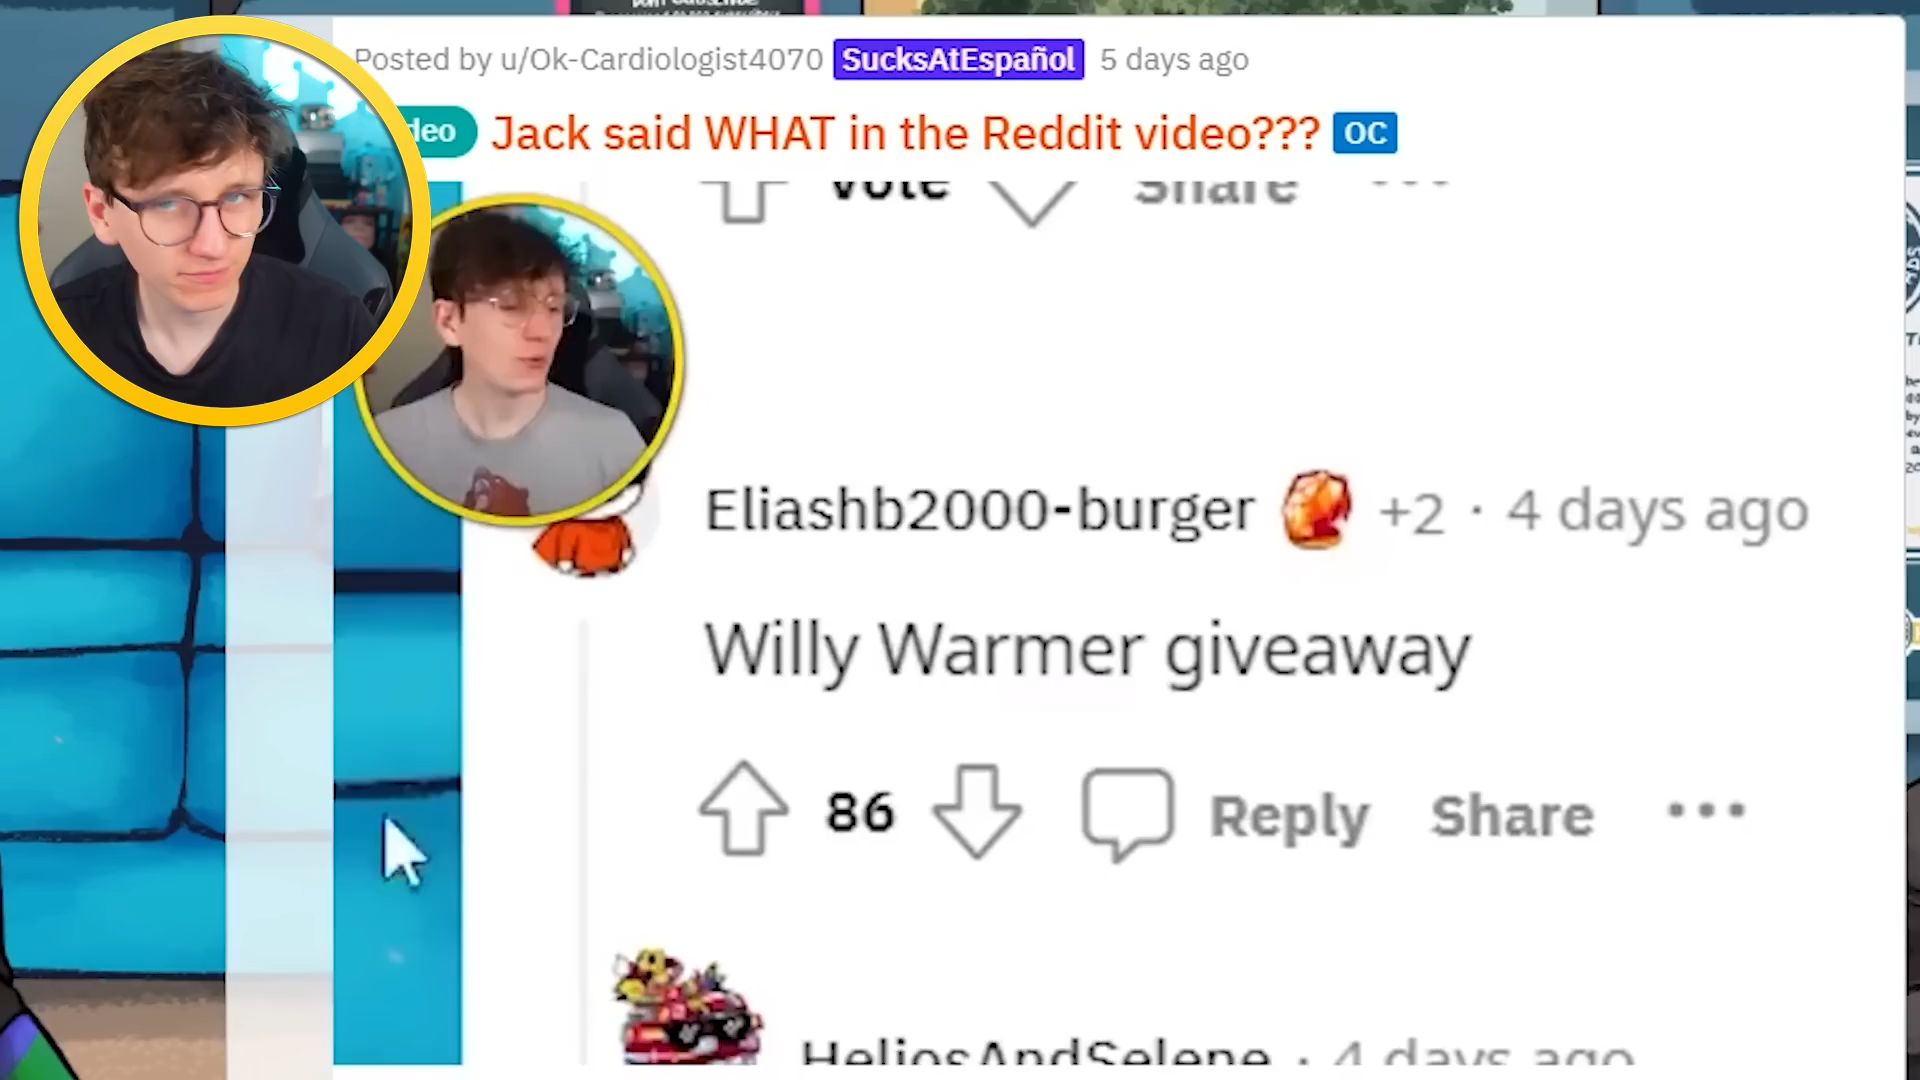 Posted by u/Ok-Cardiologist4070 SucksAtEspañol 5 days ago
deo Jack said WHAT in the Reddit video??? OC
Vote Share ...
Eliashb2000-burger +2 · 4 days ago
Willy Warmer giveaway
86 Reply Share ...
HeliosAndSelene · 4 days ago